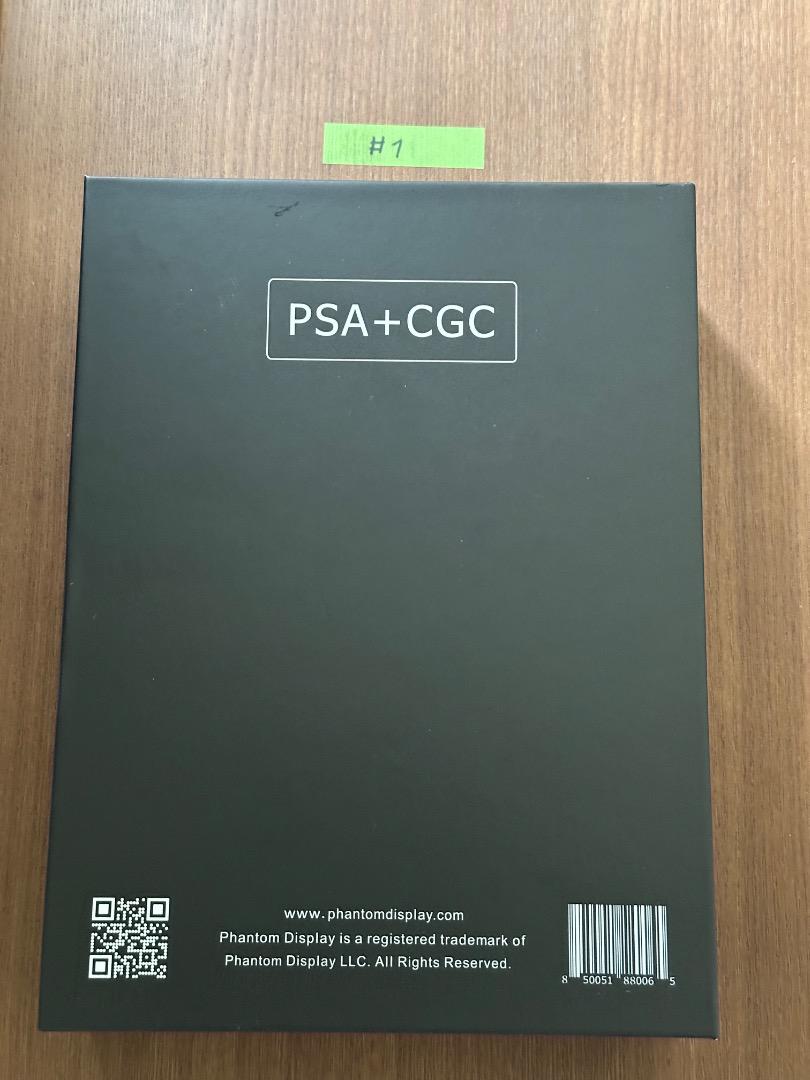 #1
PSA+CGC
www.phantomdisplay.com
Phantom Display is a registered trademark of
Phantom Display LLC. All Rights Reserved.
8 50051 88006 5